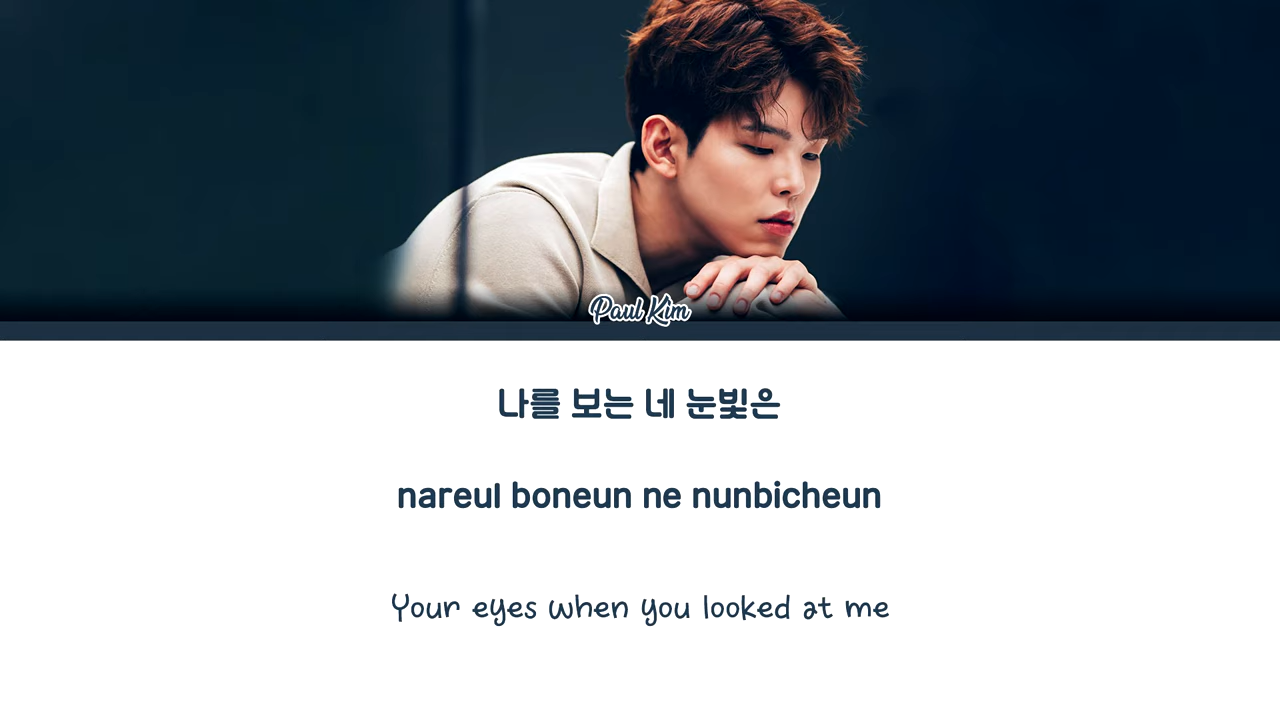 Paul Kim
나를 보는 네 눈빛은
nareul boneun ne nunbicheun
Your eyes when you looked at me